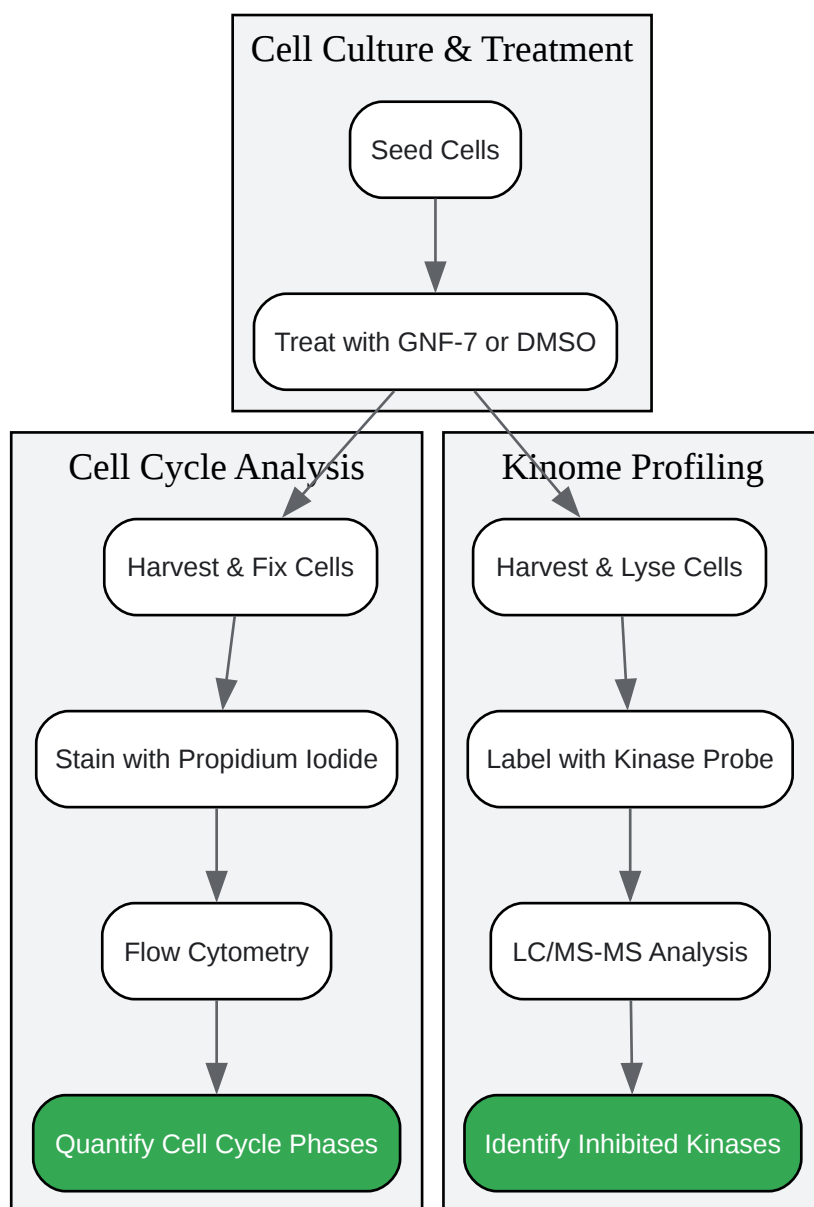 Cell Culture & Treatment
Seed Cells
Treat with GNF-7 or DMSO
Cell Cycle Analysis
Harvest & Fix Cells
Stain with Propidium Iodide
Flow Cytometry
Quantify Cell Cycle Phases
Kinome Profiling
Harvest & Lyse Cells
Label with Kinase Probe
LC/MS-MS Analysis
Identify Inhibited Kinases